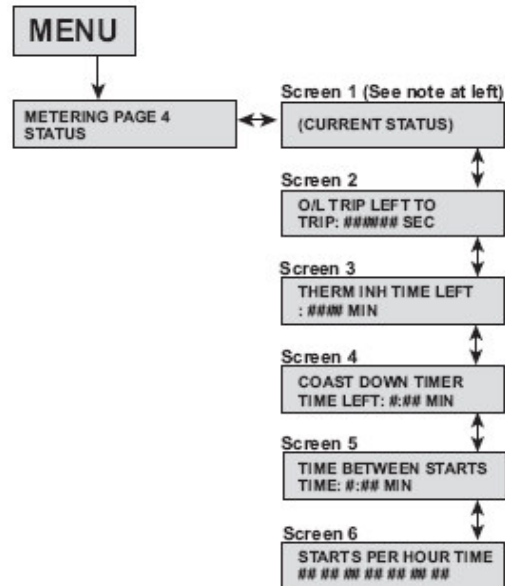 MENU
METERING PAGE 4
STATUS
Screen 1 (See note at left)
(CURRENT STATUS)
Screen 2
O/L TRIP LEFT TO
TRIP: ###### SEC
Screen 3
THERM INH TIME LEFT
: #### MIN
Screen 4
COAST DOWN TIMER
TIME LEFT: #:## MIN
Screen 5
TIME BETWEEN STARTS
TIME: #:## MIN
Screen 6
STARTS PER HOUR TIME
## ## ## ## ## ## ##